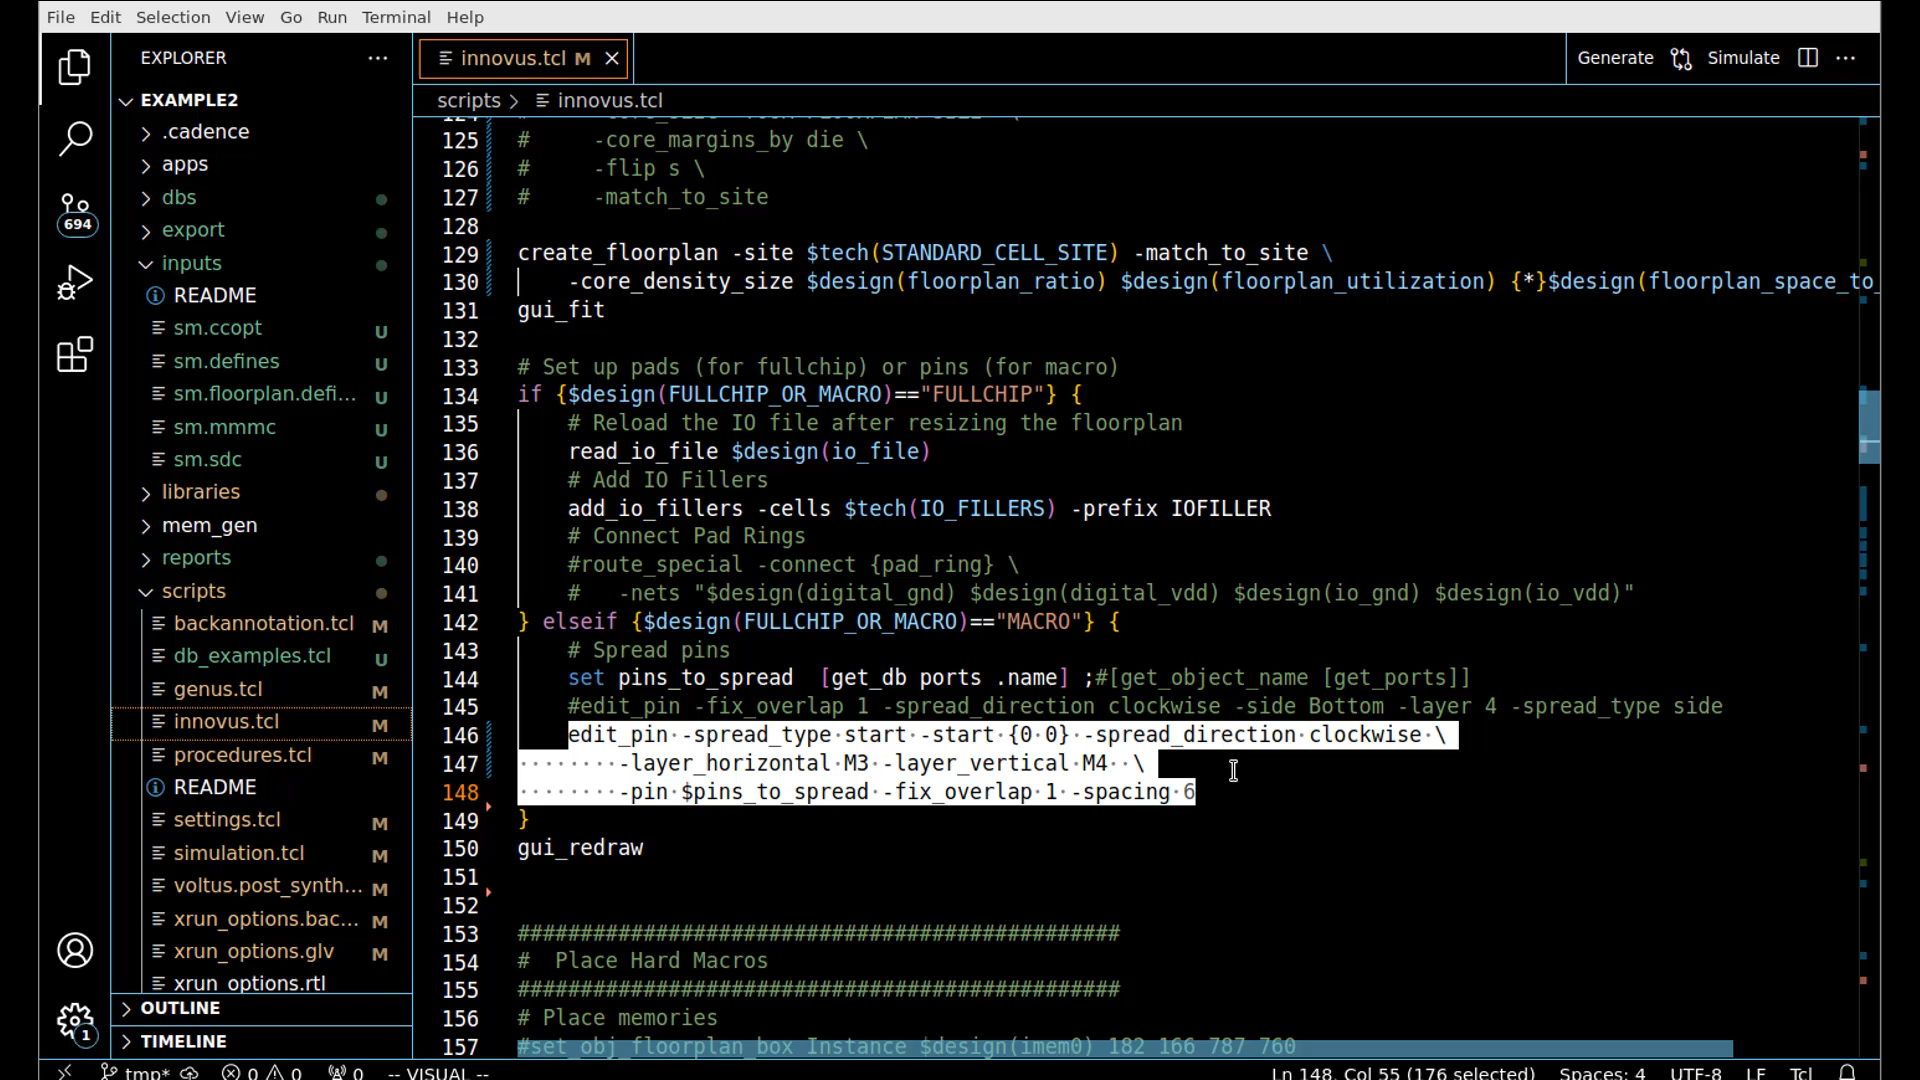 File Edit Selection View Go Run Terminal Help
EXPLORER
EXAMPLE2
.cadence
apps
dbs
export
inputs
README
sm.ccopt U
sm.defines U
sm.floorplan.defi... U
sm.mmmc U
sm.sdc U
libraries
mem_gen
reports
scripts
backannotation.tcl M
db_examples.tcl U
genus.tcl M
innovus.tcl M
procedures.tcl M
README
settings.tcl M
simulation.tcl M
voltus.post_synth... M
xrun_options.bac... M
xrun_options.glv M
xrun_options.rtl
OUTLINE
TIMELINE
694
1
innovus.tcl M
Generate Simulate
scripts > innovus.tcl
125 # -core_margins_by die \
126 # -flip s \
127 # -match_to_site
128
129 create_floorplan -site $tech(STANDARD_CELL_SITE) -match_to_site \
130 -core_density_size $design(floorplan_ratio) $design(floorplan_utilization) {*}$design(floorplan_space_to_
131 gui_fit
132
133 # Set up pads (for fullchip) or pins (for macro)
134 if {$design(FULLCHIP_OR_MACRO)=="FULLCHIP"} {
135 # Reload the IO file after resizing the floorplan
136 read_io_file $design(io_file)
137 # Add IO Fillers
138 add_io_fillers -cells $tech(IO_FILLERS) -prefix IOFILLER
139 # Connect Pad Rings
140 #route_special -connect {pad_ring} \
141 # -nets "$design(digital_gnd) $design(digital_vdd) $design(io_gnd) $design(io_vdd)"
142 } elseif {$design(FULLCHIP_OR_MACRO)=="MACRO"} {
143 # Spread pins
144 set pins_to_spread [get_db ports .name] ;#[get_object_name [get_ports]]
145 #edit_pin -fix_overlap 1 -spread_direction clockwise -side Bottom -layer 4 -spread_type side
146 edit_pin -spread_type start -start {0 0} -spread_direction clockwise \
147 -layer_horizontal M3 -layer_vertical M4 \
148 -pin $pins_to_spread -fix_overlap 1 -spacing 6
149 }
150 gui_redraw
151
152
153 ################################################
154 # Place Hard Macros
155 ################################################
156 # Place memories
157 #set_obj_floorplan_box Instance $design(imem0) 182 166 787 760
tmp* 0 0 0 -- VISUAL -- Ln 148, Col 55 (176 selected) Spaces: 4 UTF-8 LF Tcl